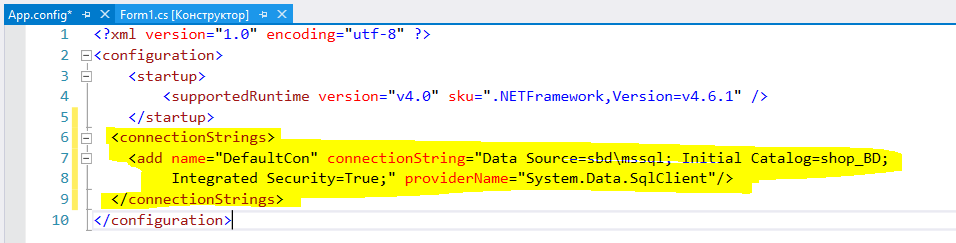 App.config* Form1.cs [Конструктор]
1 <?xml version="1.0" encoding="utf-8" ?>
2 <configuration>
3 <startup>
4 <supportedRuntime version="v4.0" sku=".NETFramework,Version=v4.6.1" />
5 </startup>
6 <connectionStrings>
7 <add name="DefaultCon" connectionString="Data Source=sbd\mssql; Initial Catalog=shop_BD;
8 Integrated Security=True;" providerName="System.Data.SqlClient"/>
9 </connectionStrings>
10 </configuration>